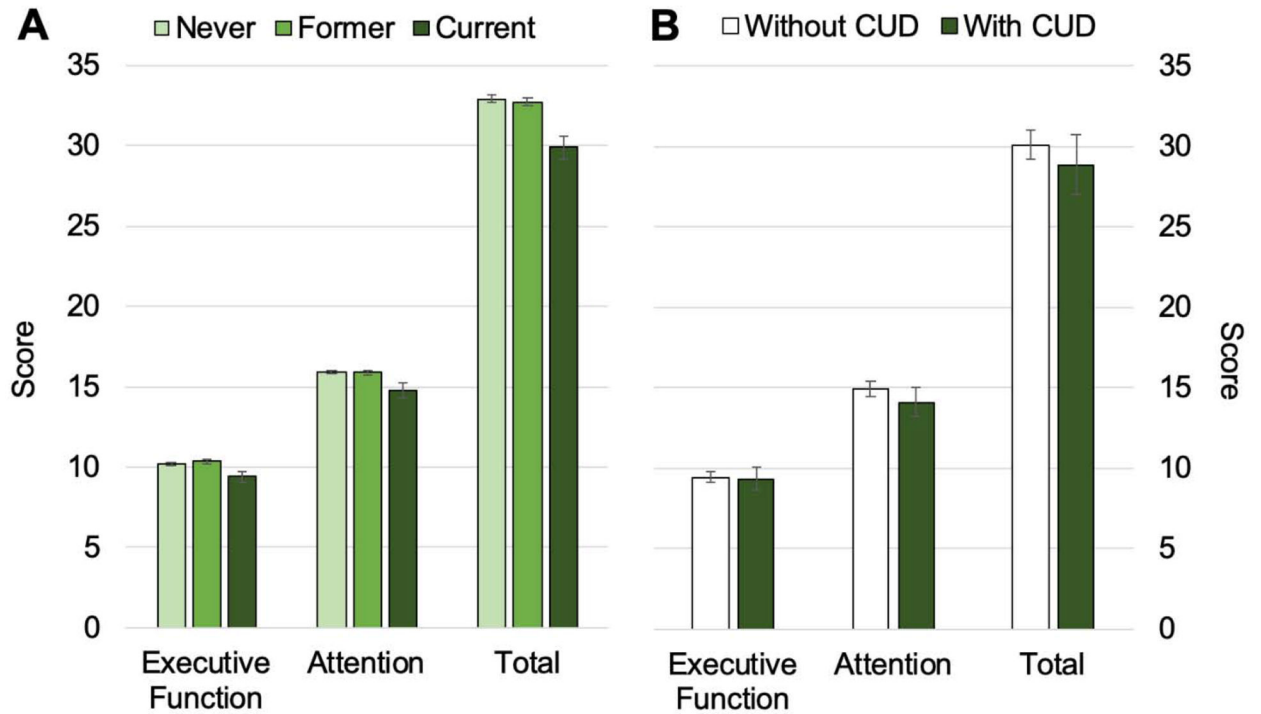 A
Never Former Current
35
30
25
20
15
10
5
0
Score
Executive Function
Attention
Total
B
Without CUD With CUD
35
30
25
20
15
10
5
0
Score
Executive Function
Attention
Total